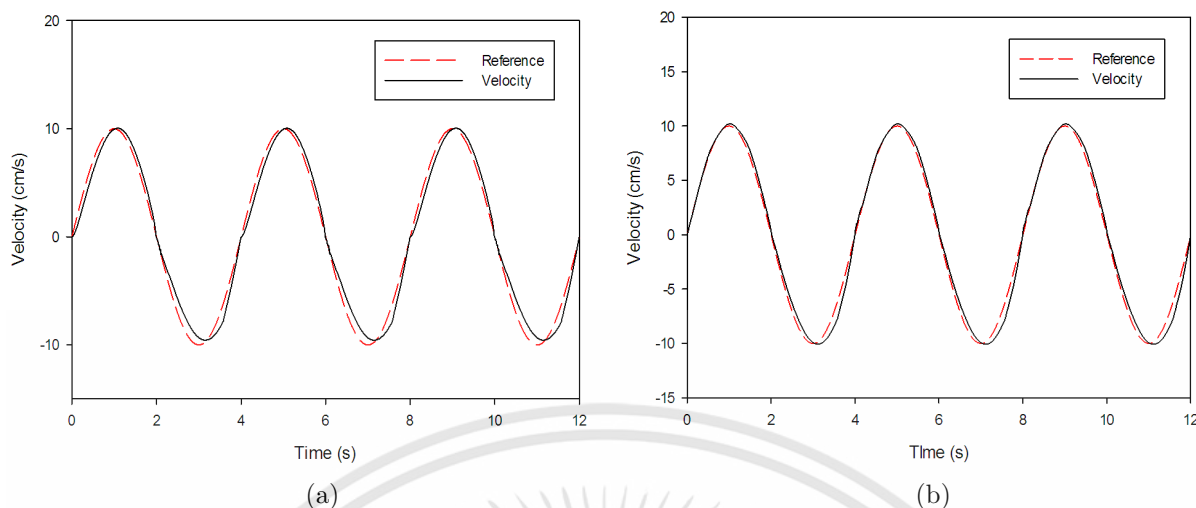 20
10
0
-10
Velocity (cm/s)
Reference
Velocity
0 2 4 6 8 10 12
Time (s)
(a)
20
15
10
5
0
-5
-10
-15
Velocity (cm/s)
Reference
Velocity
0 2 4 6 8 10 12
TIme (s)
(b)